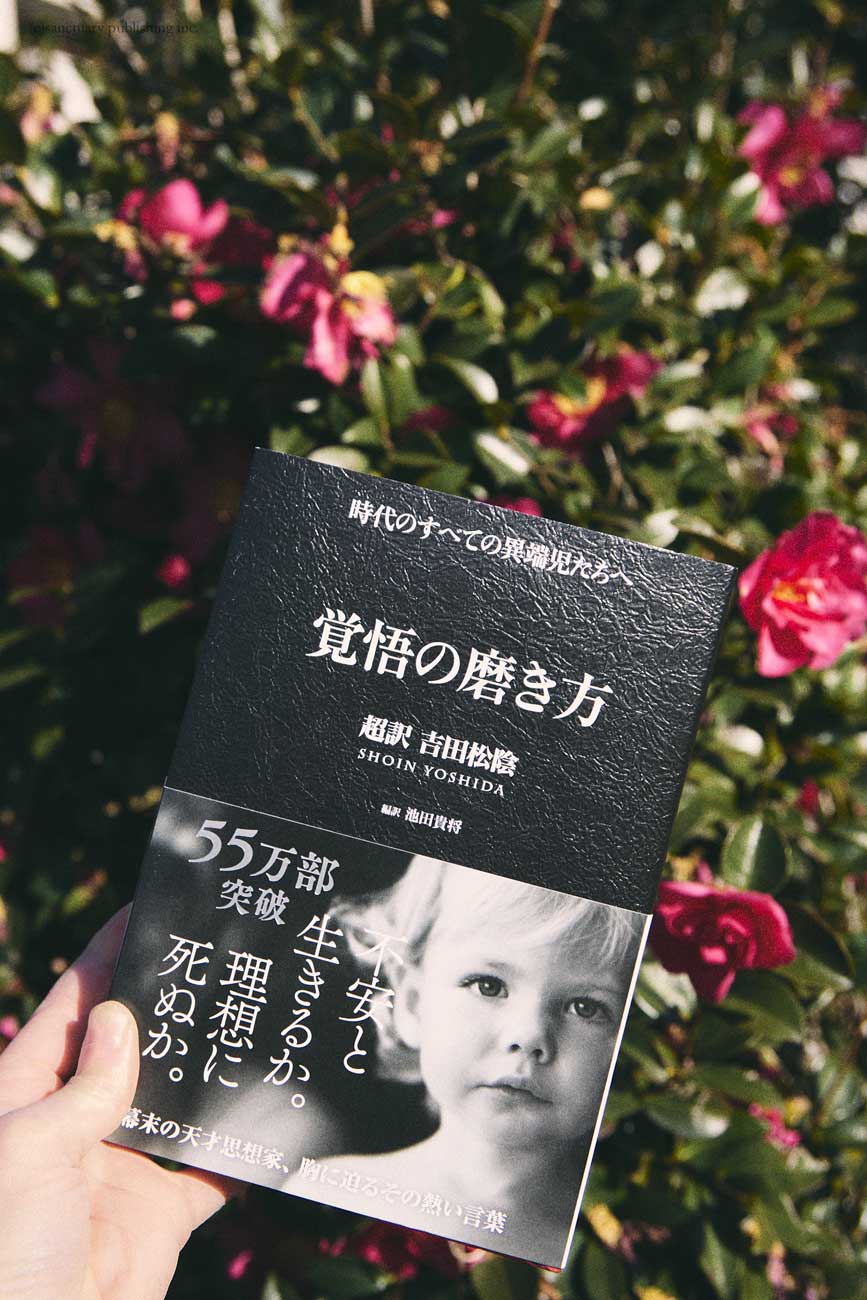 (c)sanctuary publishing inc.
時代のすべての異端児たちへ
覚悟の磨き方
超訳 吉田松陰
SHOIN YOSHIDA
編訳 池田貴将
55万部
突破
不安と
生きるか。
理想に
死ぬか。
幕末の天才思想家、胸に迫るその熱い言葉